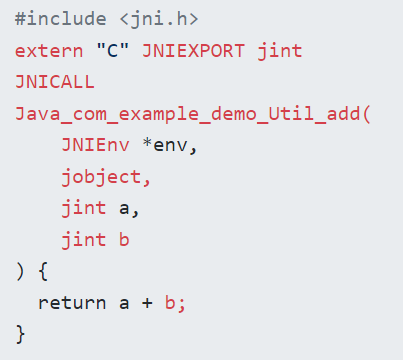 #include <jni.h>
extern "C" JNIEXPORT jint
JNICALL
Java_com_example_demo_Util_add(
    JNIEnv *env,
    jobject,
    jint a,
    jint b
) {
  return a + b;
}